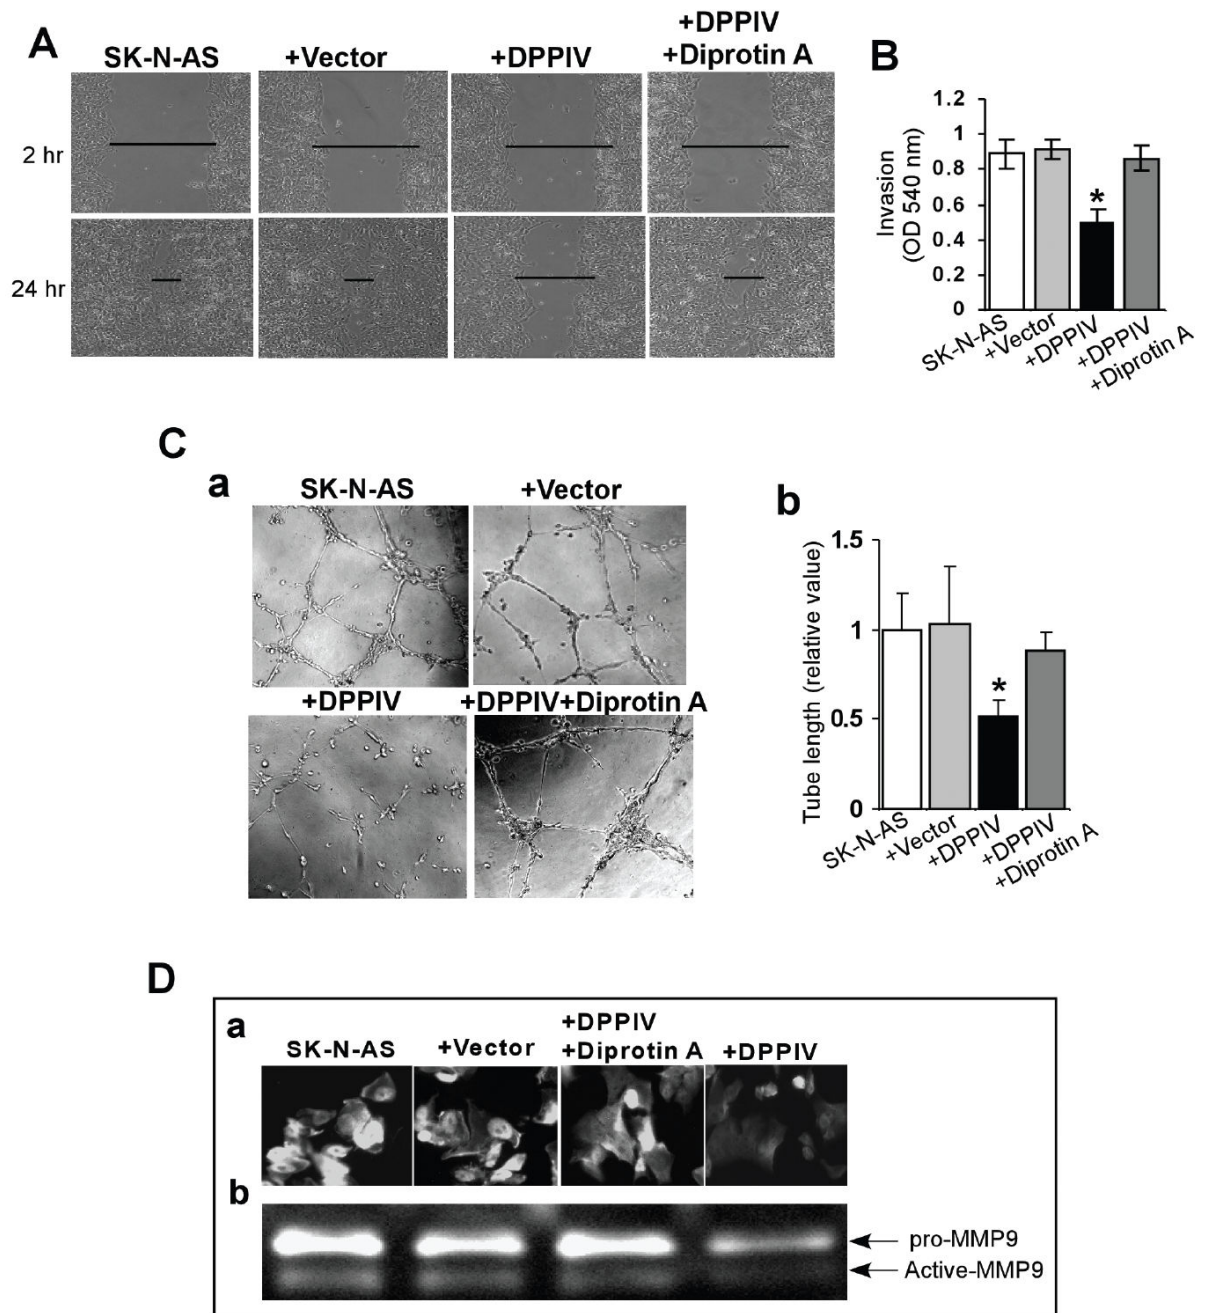 A
SK-N-AS
+Vector
+DPPIV
+DPPIV
+Diprotin A
2 hr
24 hr
B
Invasion
(OD 540 nm)
1.2
1
0.8
0.6
0.4
0.2
0
*
SK-N-AS
+Vector
+DPPIV
+DPPIV
+Diprotin A
C
a
SK-N-AS
+Vector
+DPPIV
+DPPIV+Diprotin A
b
Tube length (relative value)
1.5
1
0.5
0
*
SK-N-AS
+Vector
+DPPIV
+DPPIV
+Diprotin A
D
a
SK-N-AS
+Vector
+DPPIV
+Diprotin A
+DPPIV
b
pro-MMP9
Active-MMP9